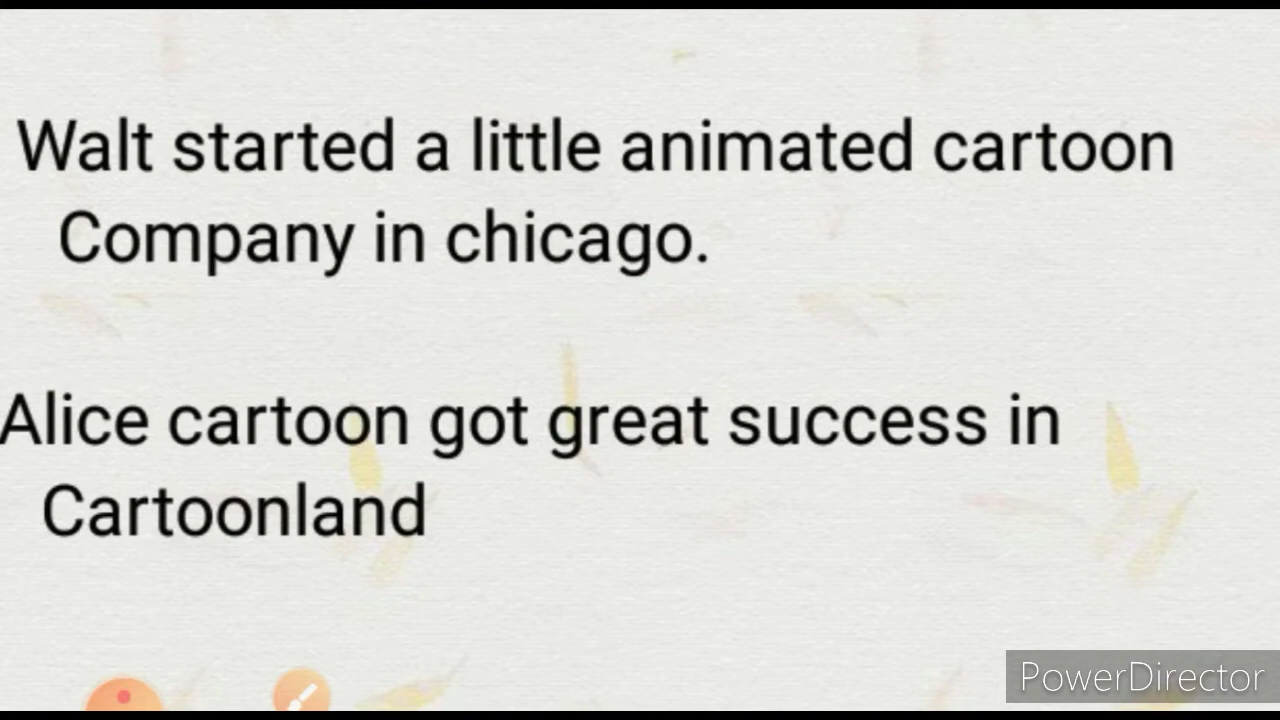 Walt started a little animated cartoon
Company in chicago.
Alice cartoon got great success in
Cartoonland
PowerDirector